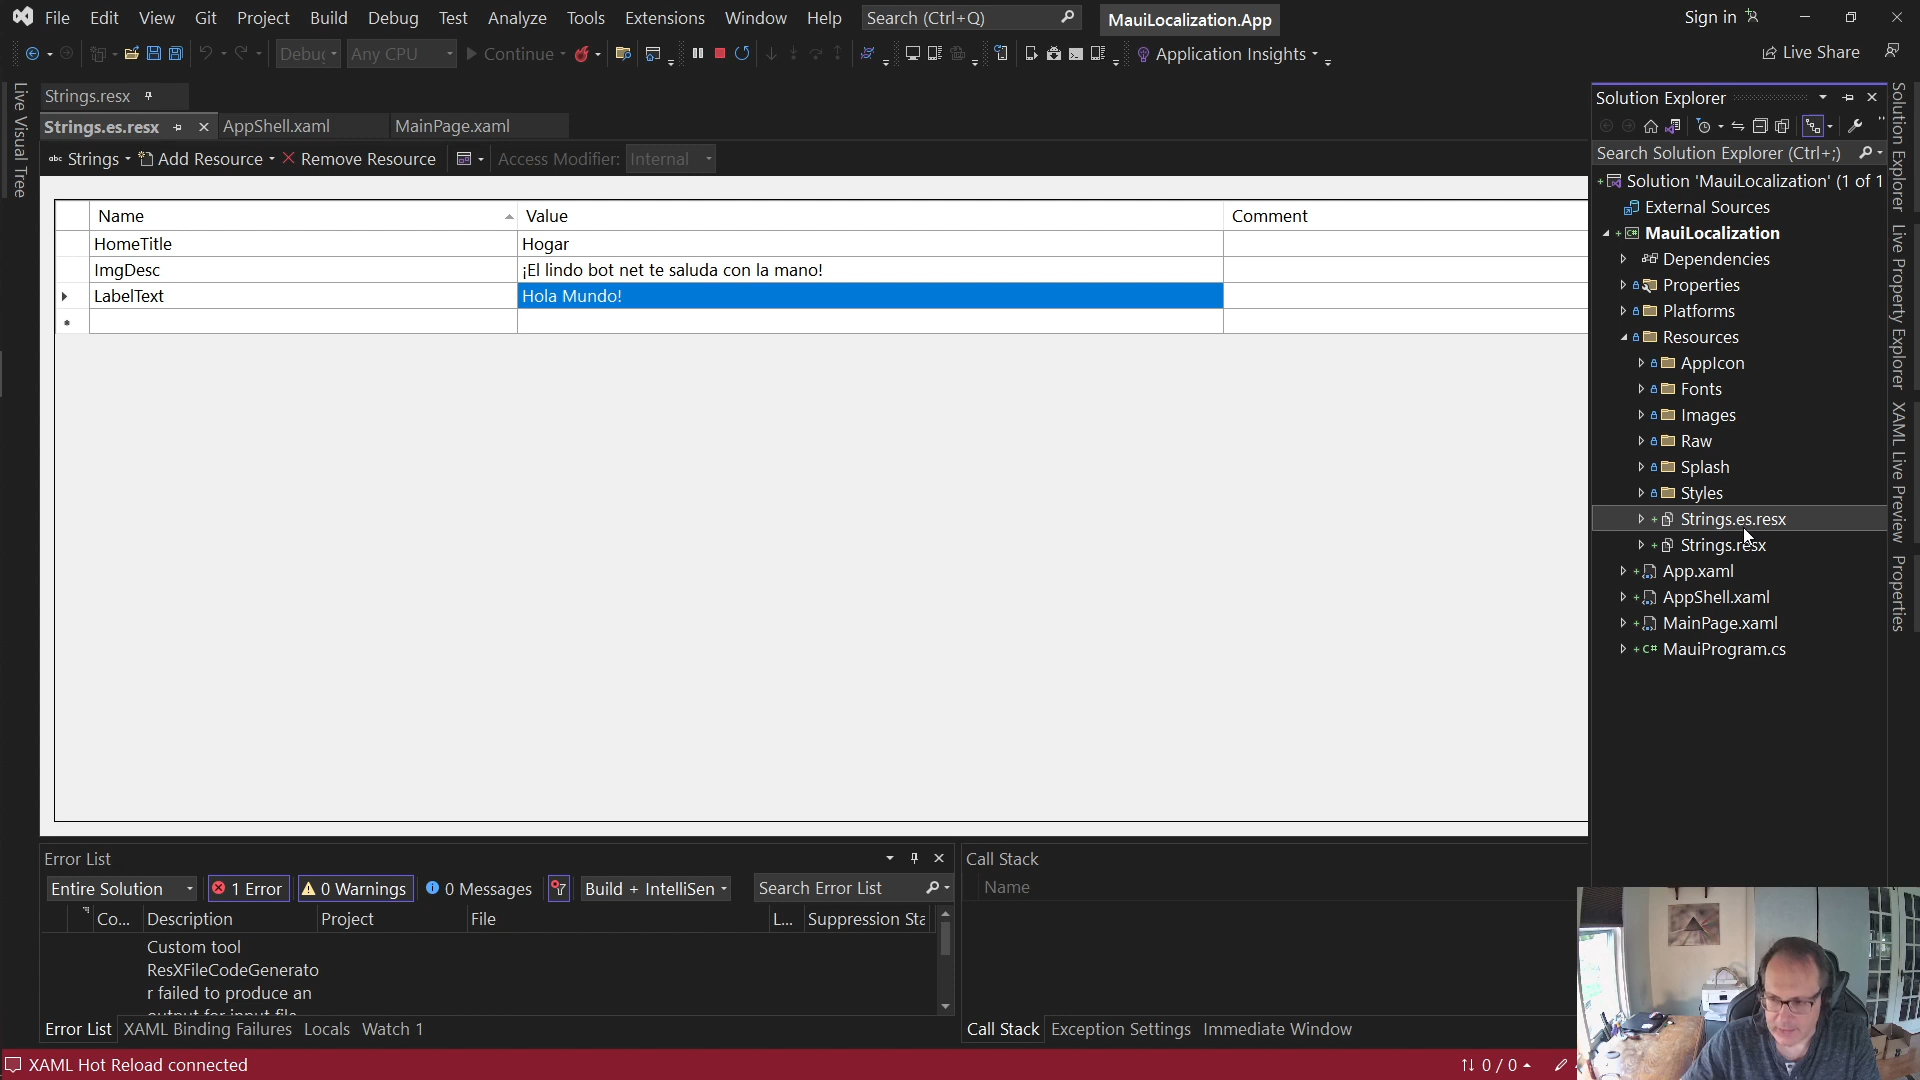 File Edit View Git Project Build Debug Test Analyze Tools Extensions Window Help Search (Ctrl+Q) MauiLocalization.App Sign in
Debug Any CPU Continue Application Insights Live Share
Live Visual Tree
Strings.resx
Strings.es.resx AppShell.xaml MainPage.xaml
abc Strings Add Resource Remove Resource Access Modifier: Internal
Name Value Comment
HomeTitle Hogar
ImgDesc ¡El lindo bot net te saluda con la mano!
LabelText Hola Mundo!
Solution Explorer
Search Solution Explorer (Ctrl+;)
Solution 'MauiLocalization' (1 of 1
External Sources
MauiLocalization
Dependencies
Properties
Platforms
Resources
AppIcon
Fonts
Images
Raw
Splash
Styles
Strings.es.resx
Strings.resx
App.xaml
AppShell.xaml
MainPage.xaml
C# MauiProgram.cs
Solution Explorer
Live Property Explorer
XAML Live Preview
Properties
Error List
Entire Solution 1 Error 0 Warnings 0 Messages Build + IntelliSen Search Error List
Co... Description Project File L... Suppression Sta
Custom tool
ResXFileCodeGenerato
r failed to produce an
output for input file
Error List XAML Binding Failures Locals Watch 1
Call Stack
Name
Call Stack Exception Settings Immediate Window
XAML Hot Reload connected 0 / 0